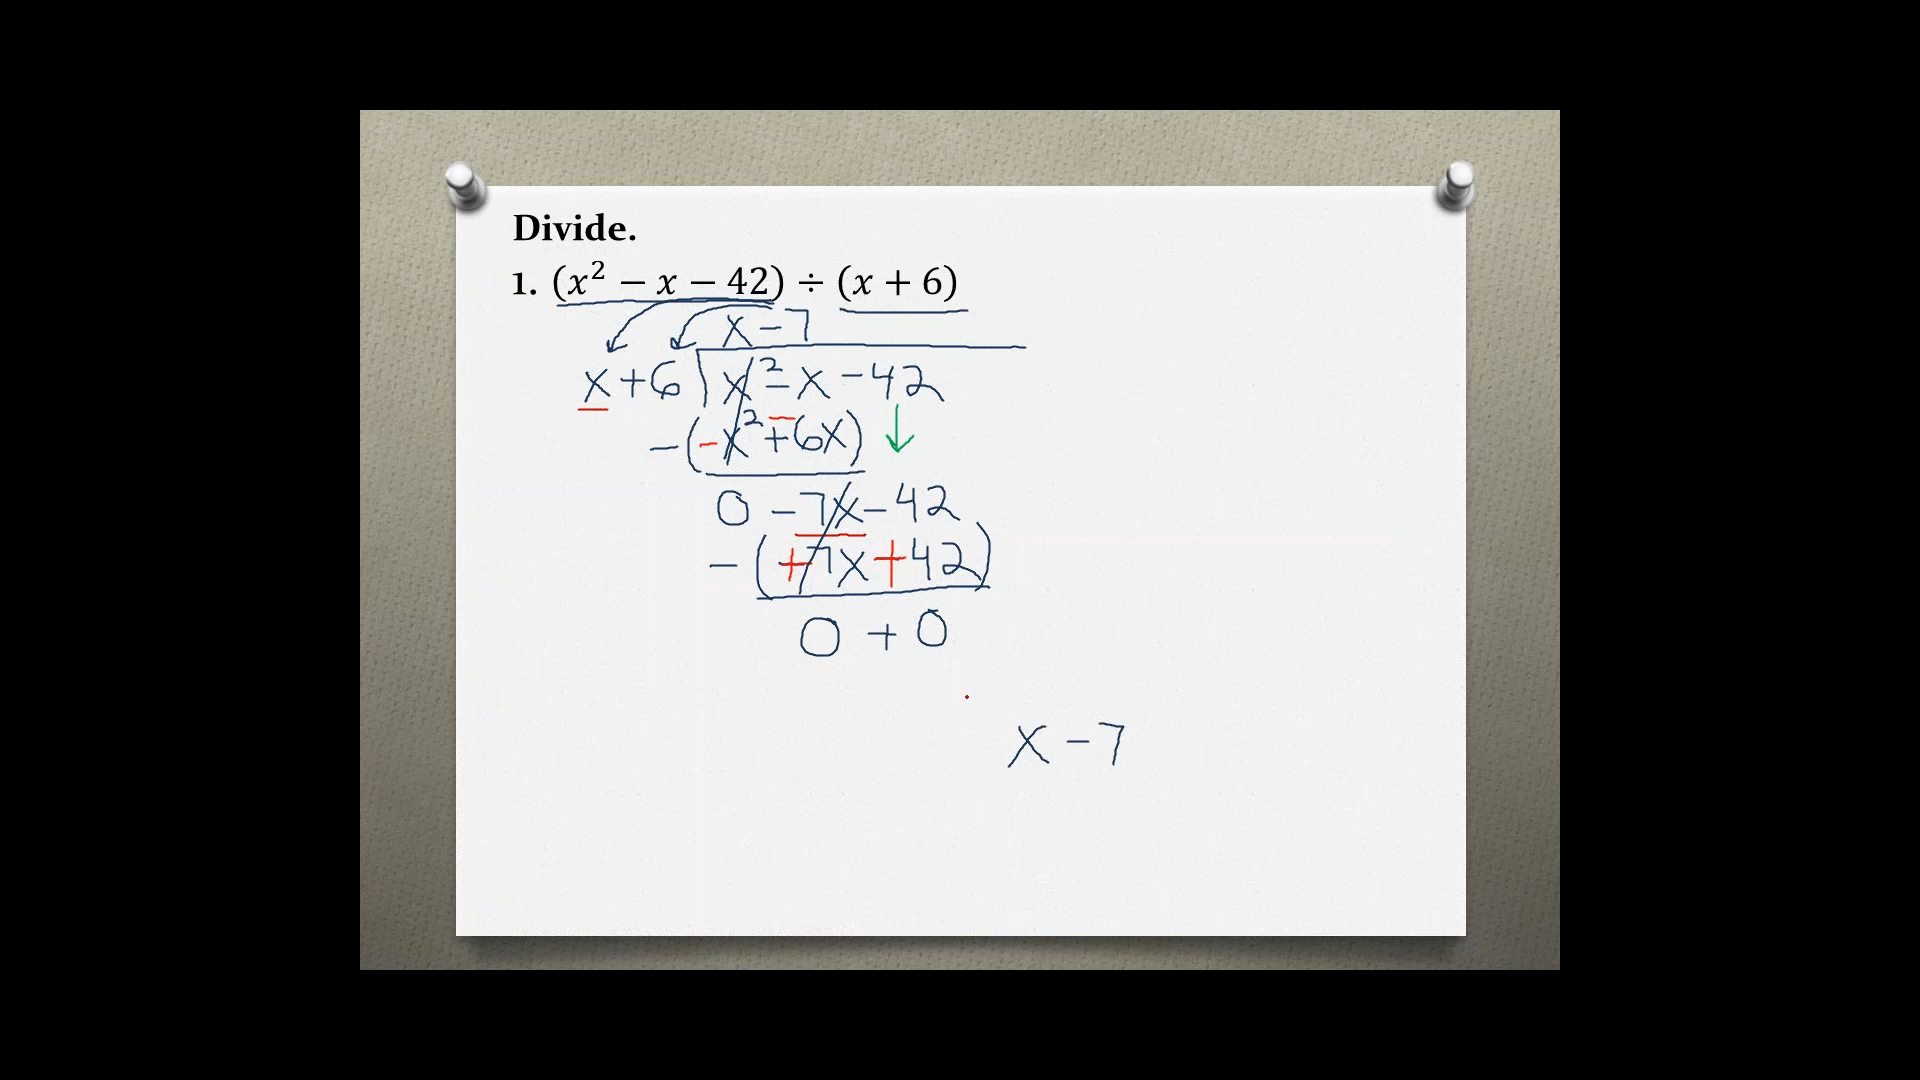 Divide.
1. (x² − x − 42) ÷ (x + 6)
x − 7
x + 6 x² − x − 42
− (- x² + 6x)
0 − 7x − 42
− (+7x + 42)
0 + 0
x − 7